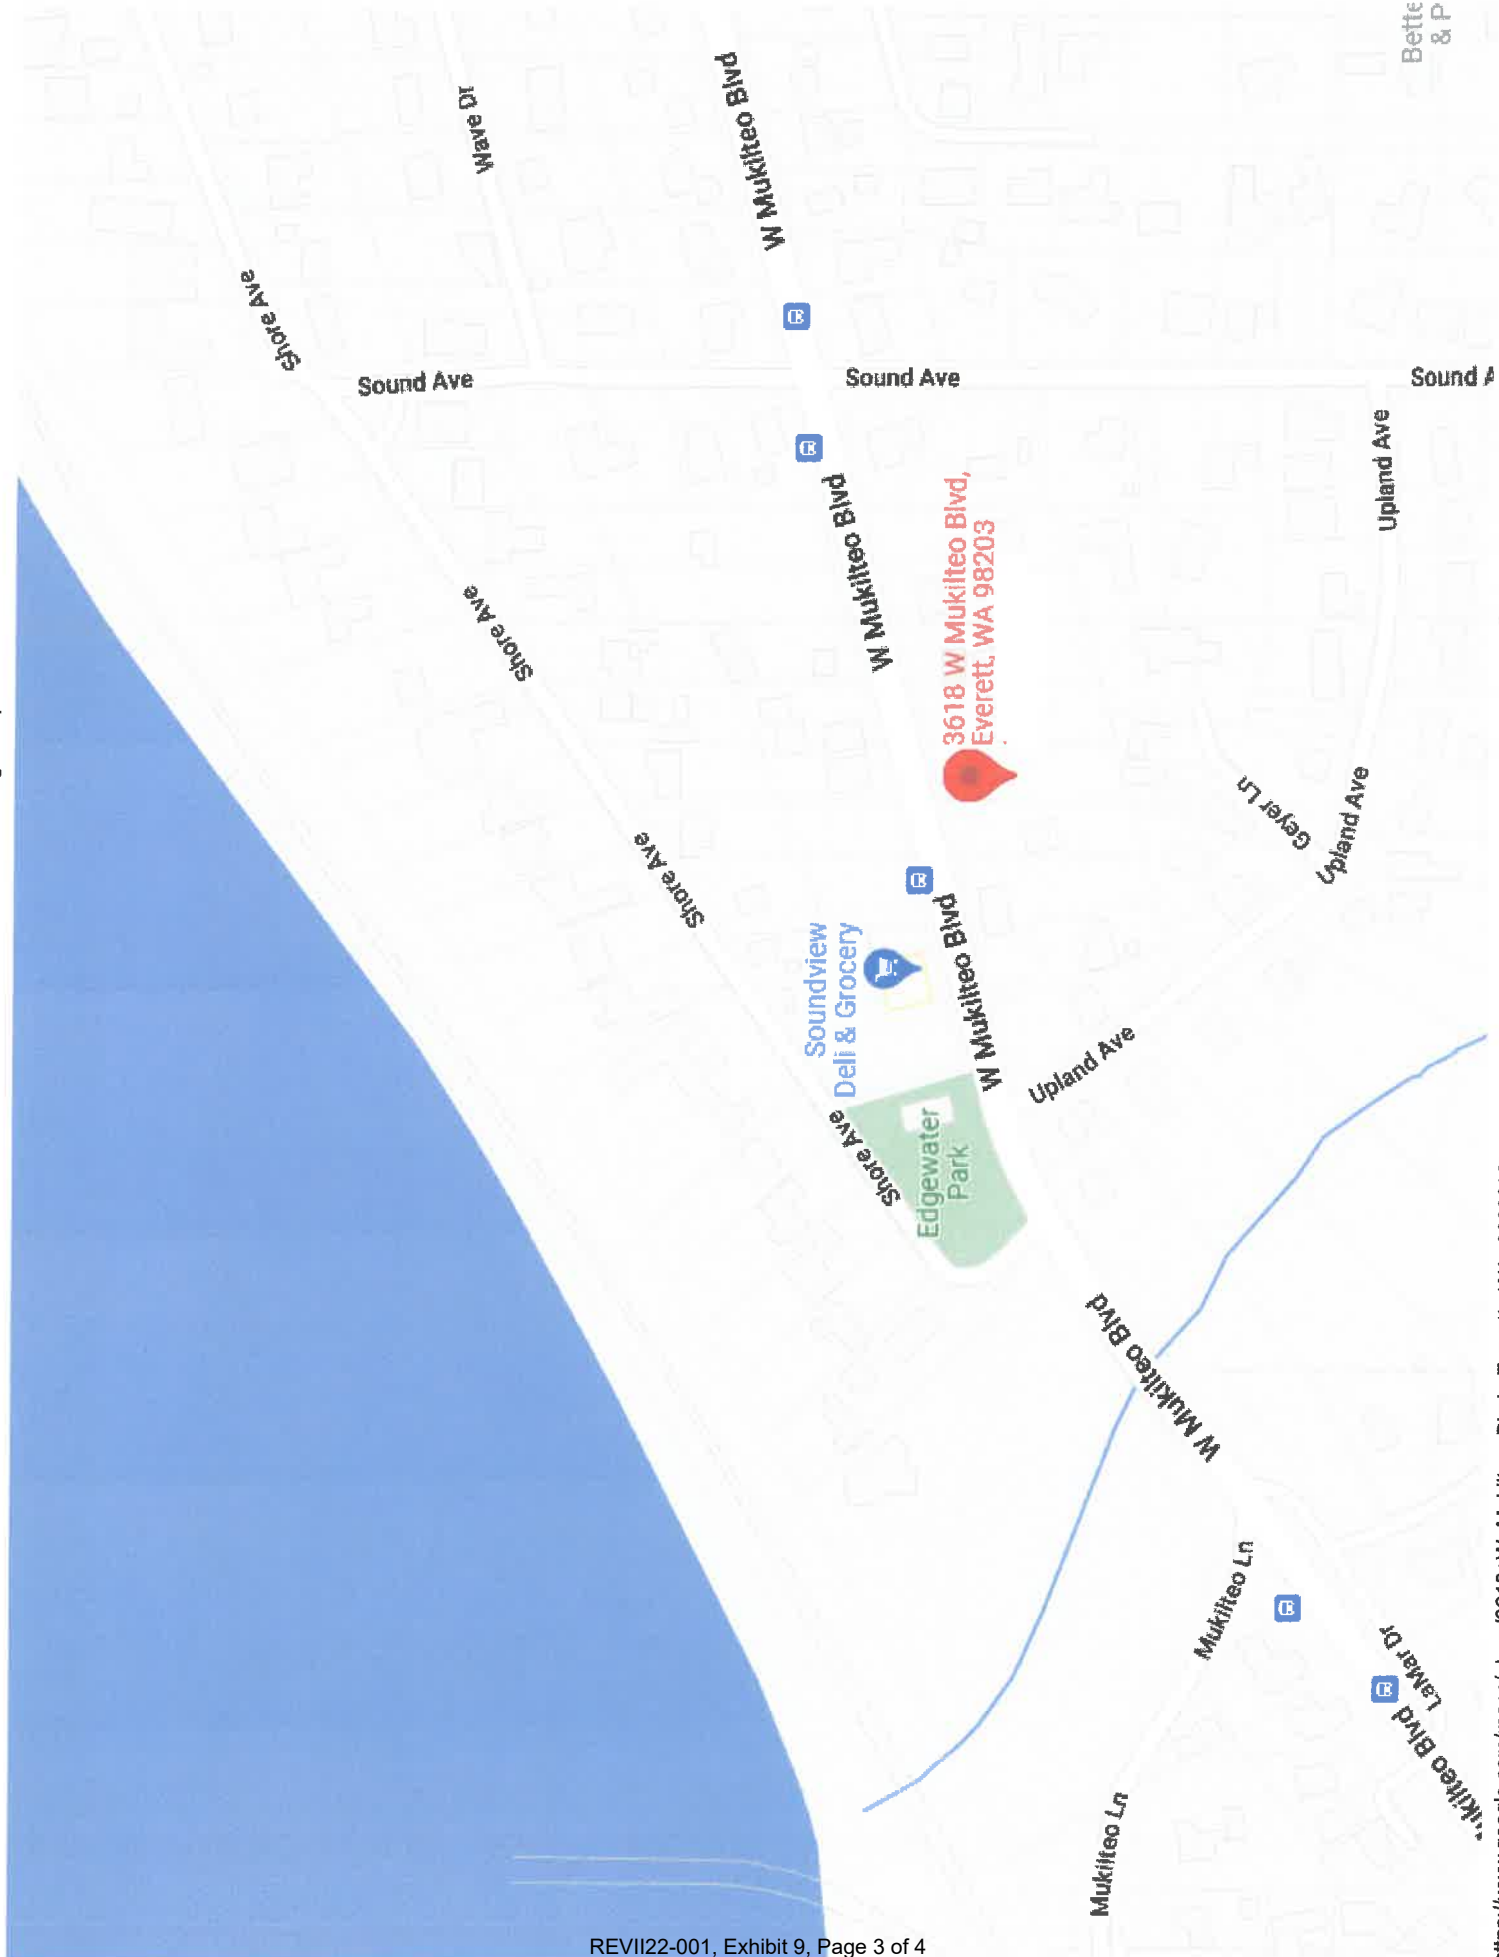 Shore Ave
Wave Dr
W Mukilteo Blvd
Sound Ave
Sound Ave
Sound A
Shore Ave
W Mukilteo Blvd
Upland Ave
3618 W Mukilteo Blvd,
Everett, WA 98203
Shore Ave
Geyer Ln
Upland Ave
Soundview
Deli & Grocery
W Mukilteo Blvd
Upland Ave
Shore Ave
Edgewater
Park
W Mukilteo Blvd
Mukilteo Ln
LaMar Dr
ukilteo Blvd
Mukilteo Ln
Bette
& P
REVII22-001, Exhibit 9, Page 3 of 4